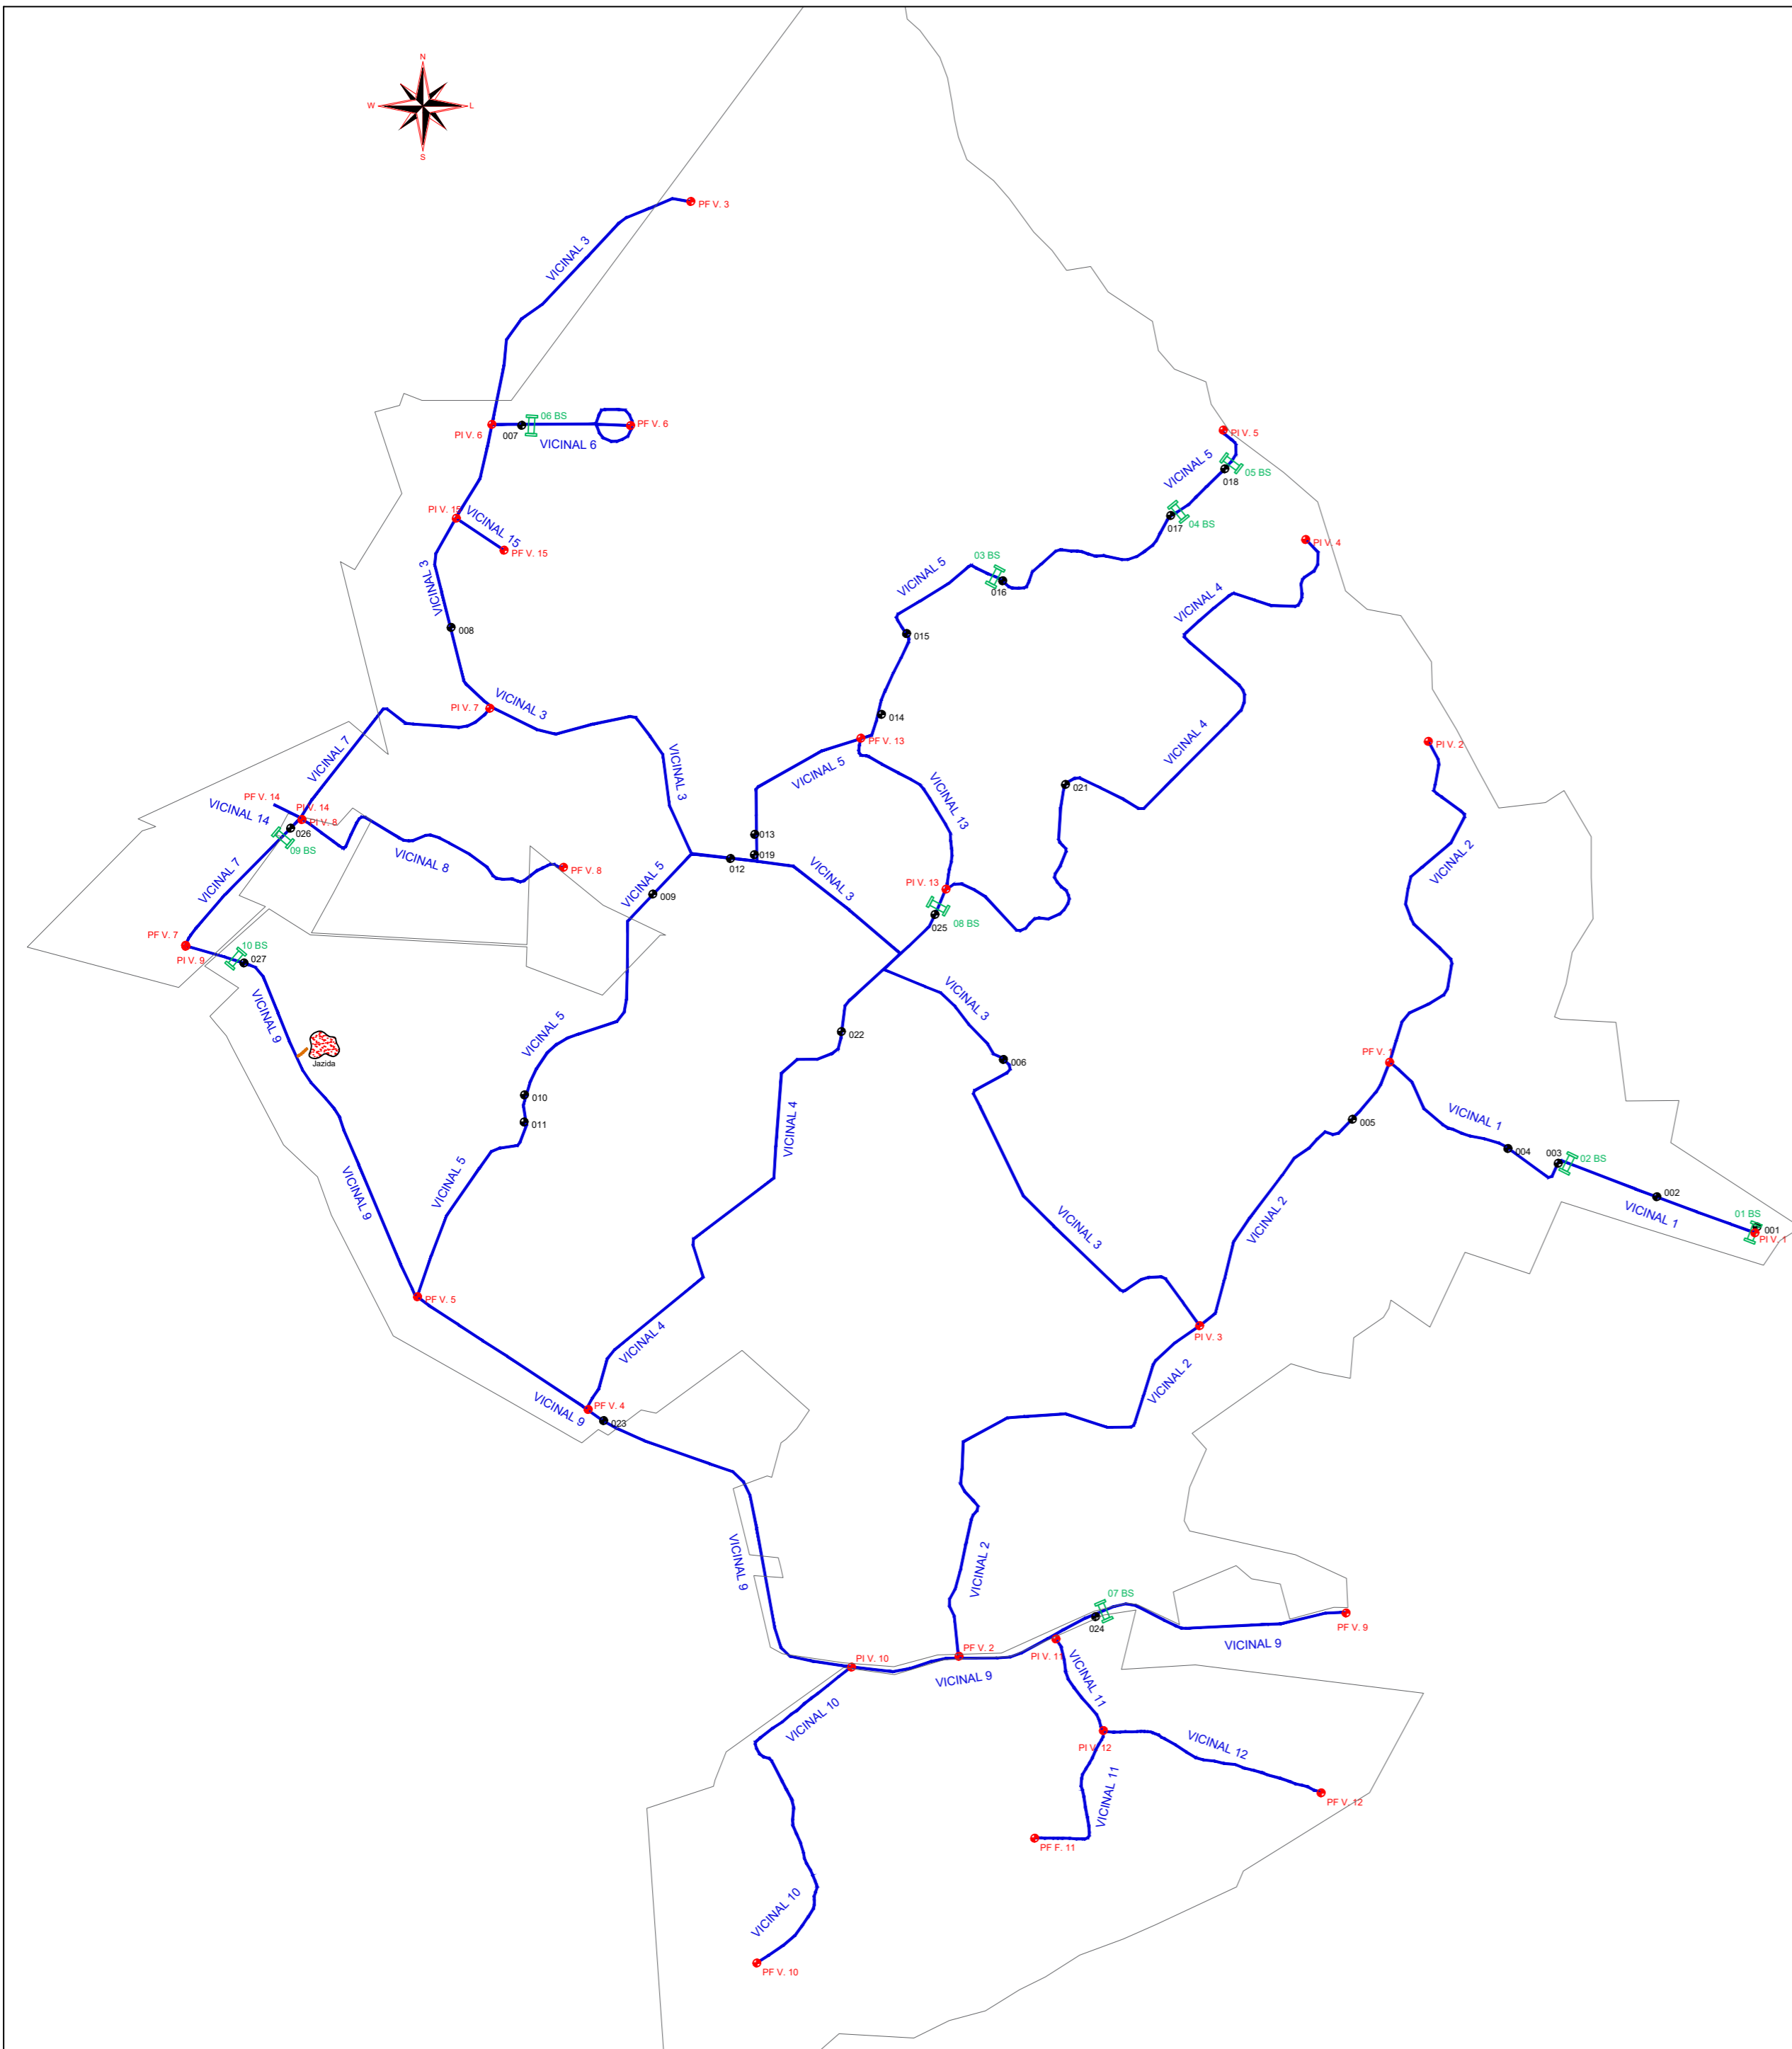 N
W
L
S
PF V. 3
VICINAL 3
06 BS
PI V. 6
007
PF V. 6
VICINAL 6
PI V. 5
VICINAL 5
05 BS
018
PI V. 15
VICINAL 15
PF V. 15
017
04 BS
PI V. 4
03 BS
VICINAL 5
016
VICINAL 3
008
VICINAL 4
015
PI V. 7
VICINAL 3
014
PF V. 13
VICINAL 4
PI V. 2
VICINAL 7
VICINAL 3
VICINAL 5
VICINAL 13
021
PF V. 14
VICINAL 14
PI V. 14
PI V. 8
026
09 BS
VICINAL 8
PF V. 8
013
019
012
VICINAL 2
VICINAL 7
VICINAL 5
009
VICINAL 3
PI V. 13
08 BS
025
PF V. 7
PI V. 9
10 BS
027
VICINAL 9
VICINAL 5
VICINAL 3
022
006
Jazida
PF V. 1
010
011
VICINAL 4
005
VICINAL 1
004
003
02 BS
002
VICINAL 1
01 BS
001
PI V. 1
VICINAL 9
VICINAL 5
VICINAL 3
VICINAL 2
PF V. 5
PI V. 3
VICINAL 4
VICINAL 2
PF V. 4
VICINAL 9
023
VICINAL 9
VICINAL 2
07 BS
024
PF V. 9
VICINAL 9
PI V. 10
PF V. 2
PI V. 11
VICINAL 9
VICINAL 11
VICINAL 10
PI V. 12
VICINAL 12
VICINAL 11
PF V. 12
PF F. 11
VICINAL 10
PF V. 10